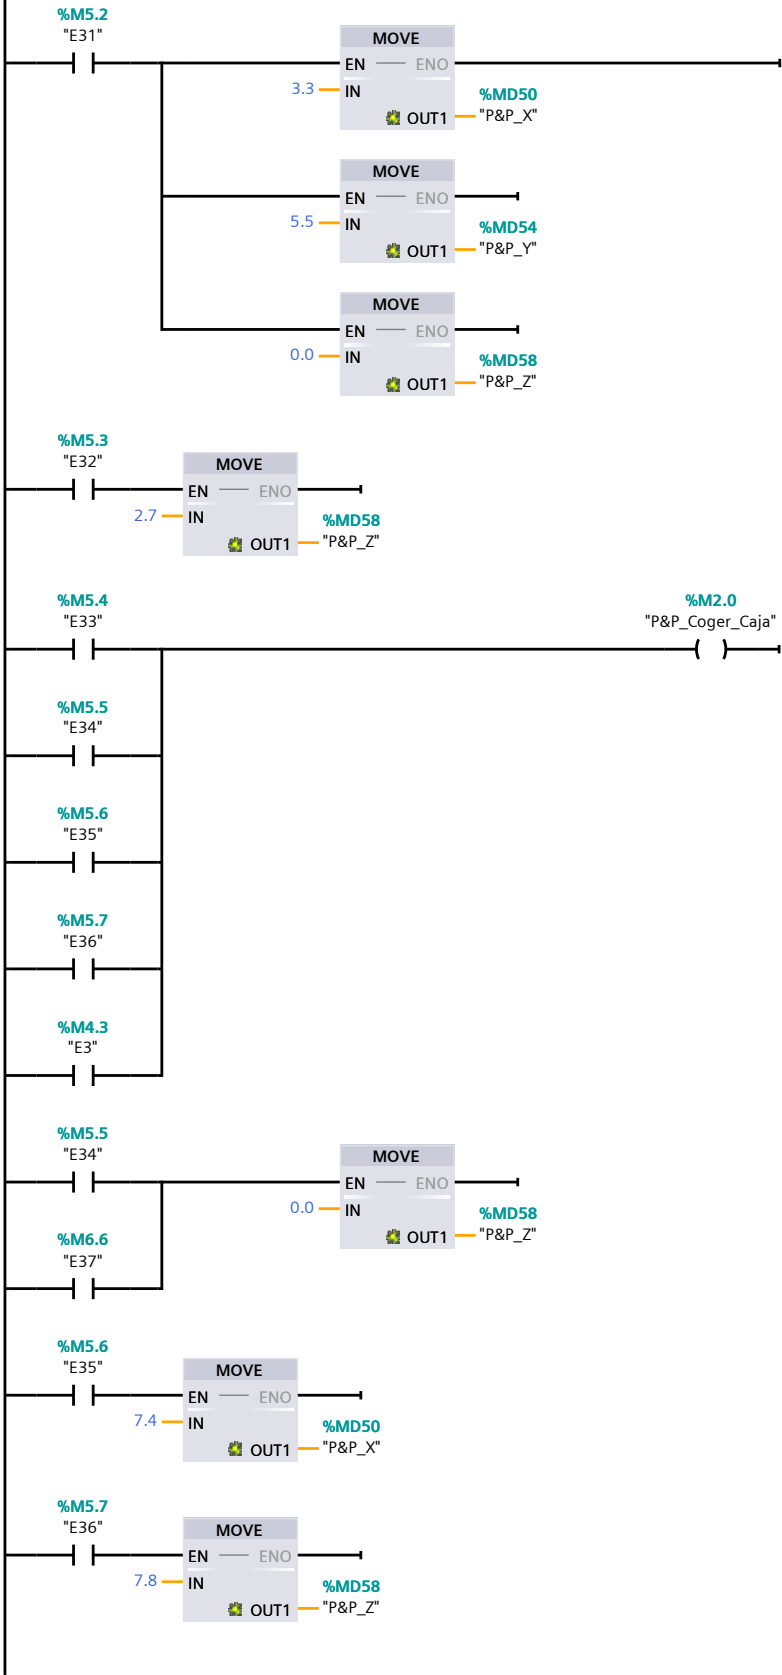 %M5.2
"E31"
MOVE
EN ENO
3.3 IN
%MD50
OUT1 "P&P_X"
MOVE
EN ENO
5.5 IN
%MD54
OUT1 "P&P_Y"
MOVE
EN ENO
0.0 IN
%MD58
OUT1 "P&P_Z"
%M5.3
"E32"
MOVE
EN ENO
2.7 IN
%MD58
OUT1 "P&P_Z"
%M5.4 %M2.0
"E33" "P&P_Coger_Caja"
%M5.5
"E34"
%M5.6
"E35"
%M5.7
"E36"
%M4.3
"E3"
%M5.5
"E34"
MOVE
EN ENO
0.0 IN
%MD58
OUT1 "P&P_Z"
%M6.6
"E37"
%M5.6
"E35"
MOVE
EN ENO
7.4 IN
%MD50
OUT1 "P&P_X"
%M5.7
"E36"
MOVE
EN ENO
7.8 IN
%MD58
OUT1 "P&P_Z"